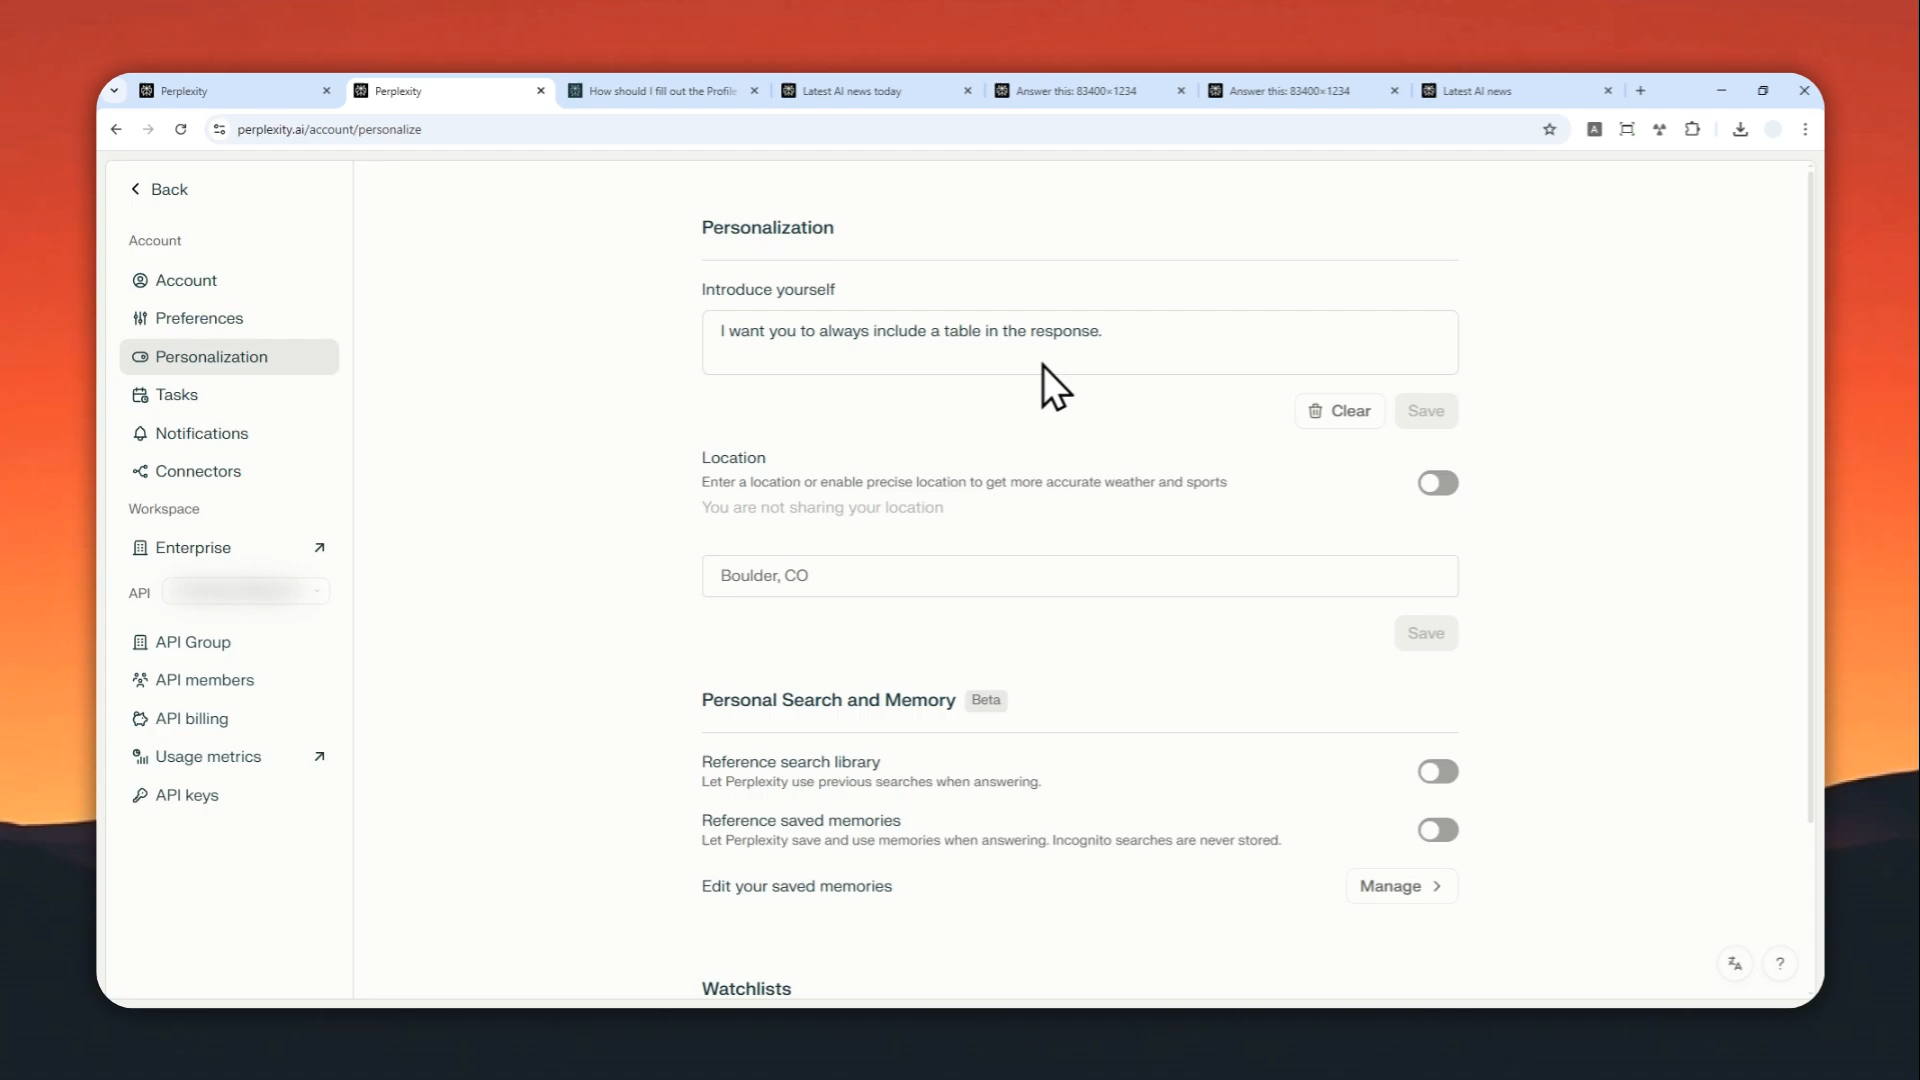 Perplexity
Perplexity
How should I fill out the Profile
Latest AI news today
Answer this: 83400×1234
Answer this: 83400×1234
Latest AI news
perplexity.ai/account/personalize
A
Back
Account
Account
Preferences
Personalization
Tasks
Notifications
Connectors
Workspace
Enterprise
API
API Group
API members
API billing
Usage metrics
API keys
Personalization
Introduce yourself
I want you to always include a table in the response.
Clear
Save
Location
Enter a location or enable precise location to get more accurate weather and sports
You are not sharing your location
Boulder, CO
Save
Personal Search and Memory Beta
Reference search library
Let Perplexity use previous searches when answering.
Reference saved memories
Let Perplexity save and use memories when answering. Incognito searches are never stored.
Edit your saved memories
Manage
Watchlists
?